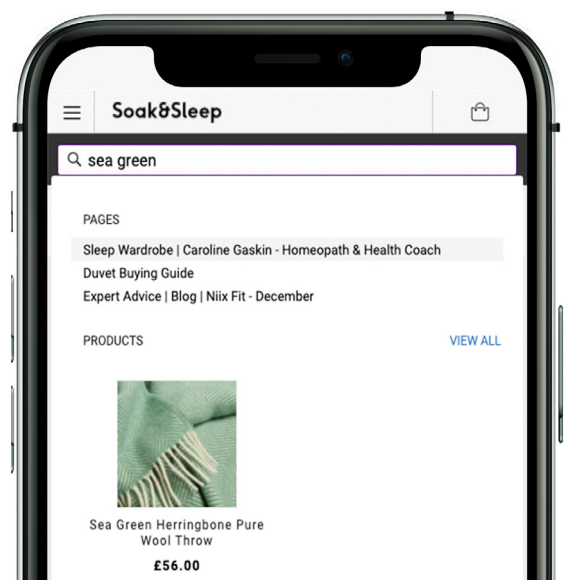 Soak&Sleep
sea green
PAGES
Sleep Wardrobe | Caroline Gaskin - Homeopath & Health Coach
Duvet Buying Guide
Expert Advice | Blog | Niix Fit - December
PRODUCTS
VIEW ALL
Sea Green Herringbone Pure
Wool Throw
£56.00